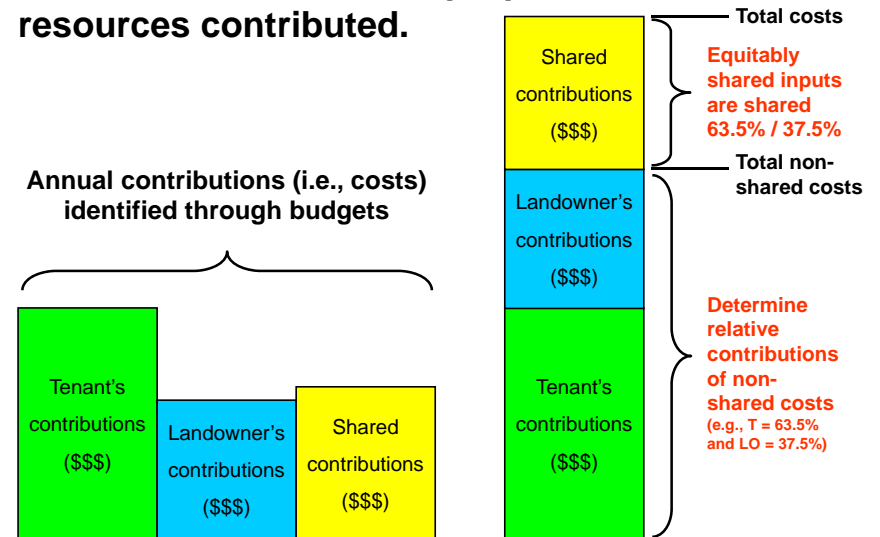 resources contributed.
Annual contributions (i.e., costs)
identified through budgets
Tenant's
contributions
($$$)
Landowner's
contributions
($$$)
Shared
contributions
($$$)
Shared
contributions
($$$)
Landowner's
contributions
($$$)
Tenant's
contributions
($$$)
Total costs
Equitably
shared inputs
are shared
63.5% / 37.5%
Total non-
shared costs
Determine
relative
contributions
of non-
shared costs
(e.g., T = 63.5%
and LO = 37.5%)